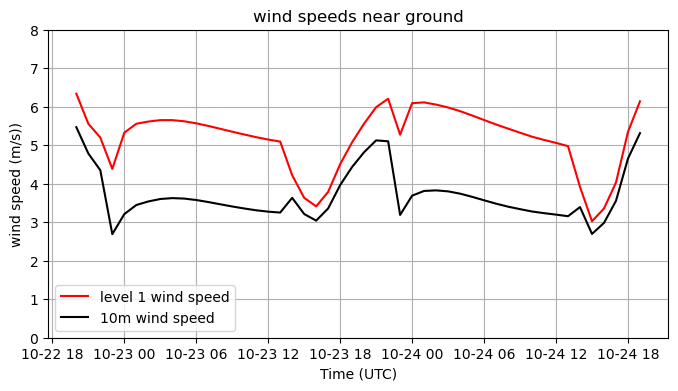 wind speeds near ground
wind speed (m/s))
8
7
6
5
4
3
2
1
0
level 1 wind speed
10m wind speed
10-22 18 10-23 00 10-23 06 10-23 12 10-23 18 10-24 00 10-24 06 10-24 12 10-24 18
Time (UTC)